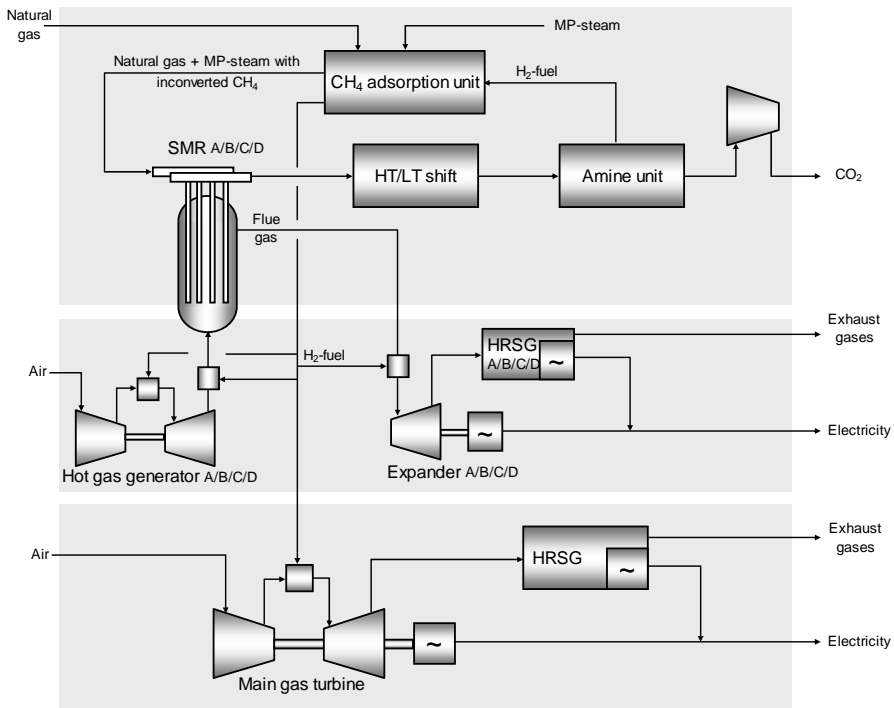 Natural
gas
MP-steam
Natural gas + MP-steam with
inconverted CH₄
CH₄ adsorption unit
H₂-fuel
SMR A/B/C/D
HT/LT shift
Amine unit
CO₂
Flue
gas
Exhaust
gases
HRSG
A/B/C/D
~
H₂-fuel
Air
~
Electricity
Hot gas generator A/B/C/D
Expander A/B/C/D
Exhaust
gases
Air
HRSG
~
~
Electricity
Main gas turbine